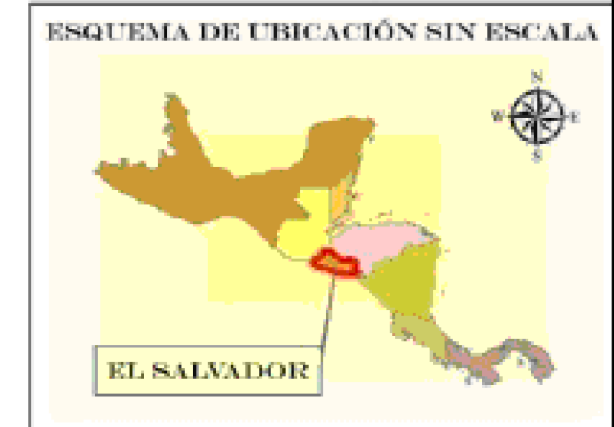 ESQUEMA DE UBICACIÓN SIN ESCALA
N
W E
S
EL SALVADOR